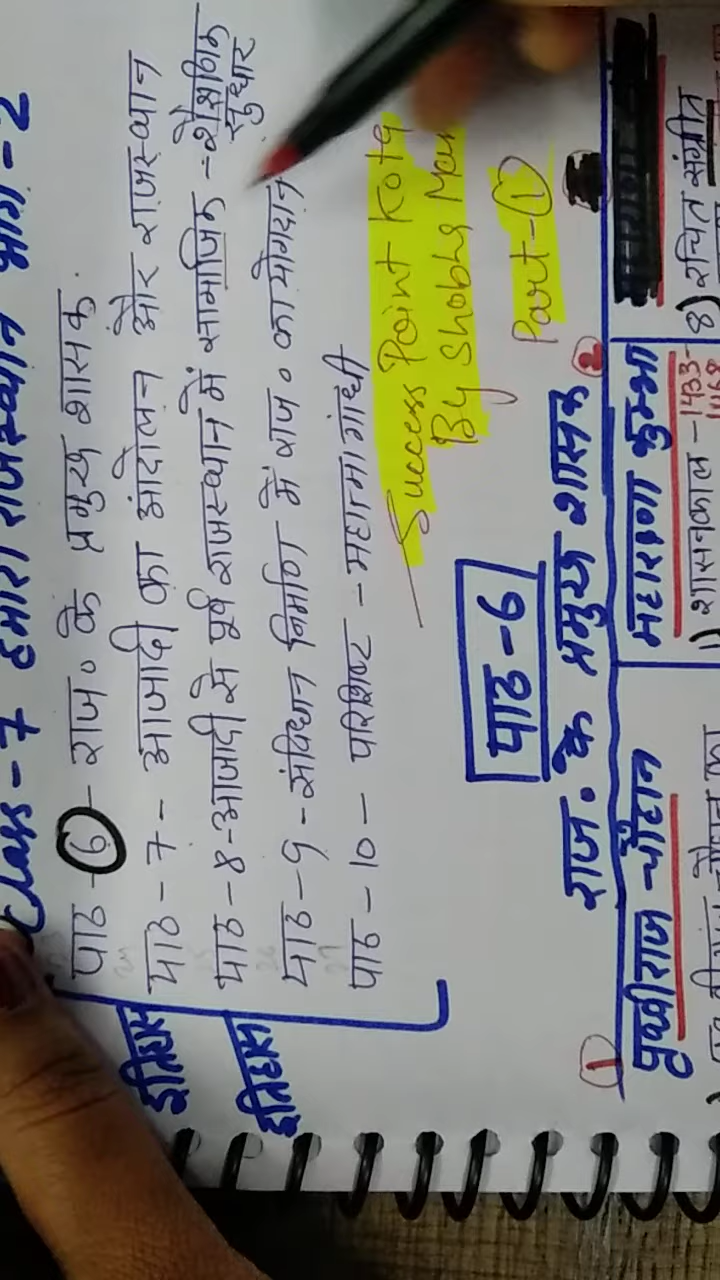 Class-7 हमारा राजस्थान भाग-2
पाठ-6-राज० के प्रमुख शासक.
पाठ-7- आजादी का आंदोलन और राजस्थान
पाठ-8-आजादी से पूर्व राजस्थान में सामाजिक-शैक्षणिक
सुधार
पाठ-9-संविधान निर्माण में राज० का योगदान
पाठ-10- परिशिष्ट -महात्मा गांधी
इतिहास
इतिहास
Success Point Kota
By Shobha
Part-①
पाठ-6
राज० के प्रमुख शासक
① पृथ्वीराज चौहान
② महाराणा कुम्भा
1) शासनकाल-1433-
1468
8) रचित संगीत